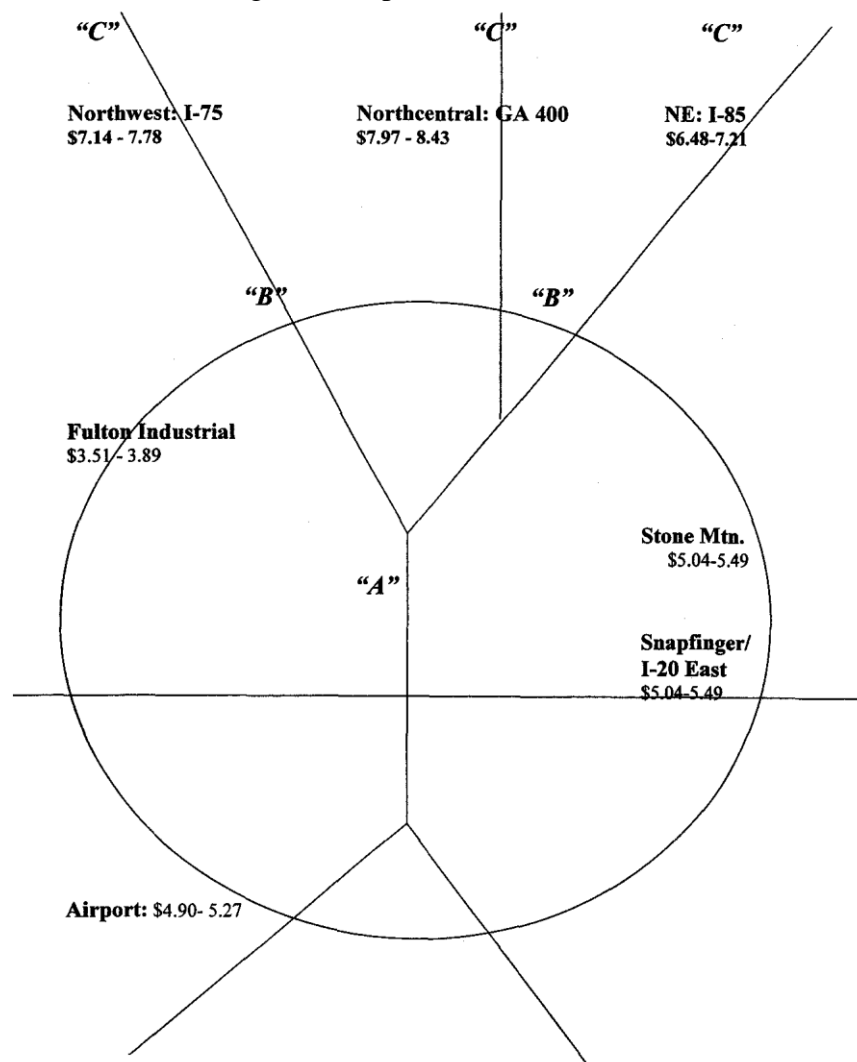 “C”
“C”
“C”
Northwest: I-75
$7.14 - 7.78
Northcentral: GA 400
$7.97 - 8.43
NE: I-85
$6.48-7.21
“B”
“B”
Fulton Industrial
$3.51 - 3.89
Stone Mtn.
$5.04-5.49
“A”
Snapfinger/
I-20 East
$5.04-5.49
Airport: $4.90- 5.27